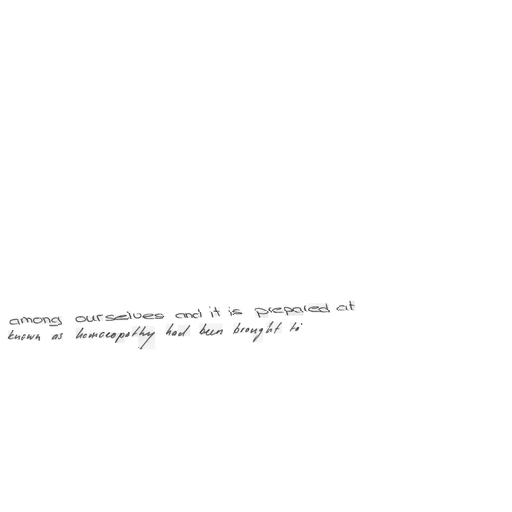 among ourselves and it is prepared at
known as homoeopathy had been brought to